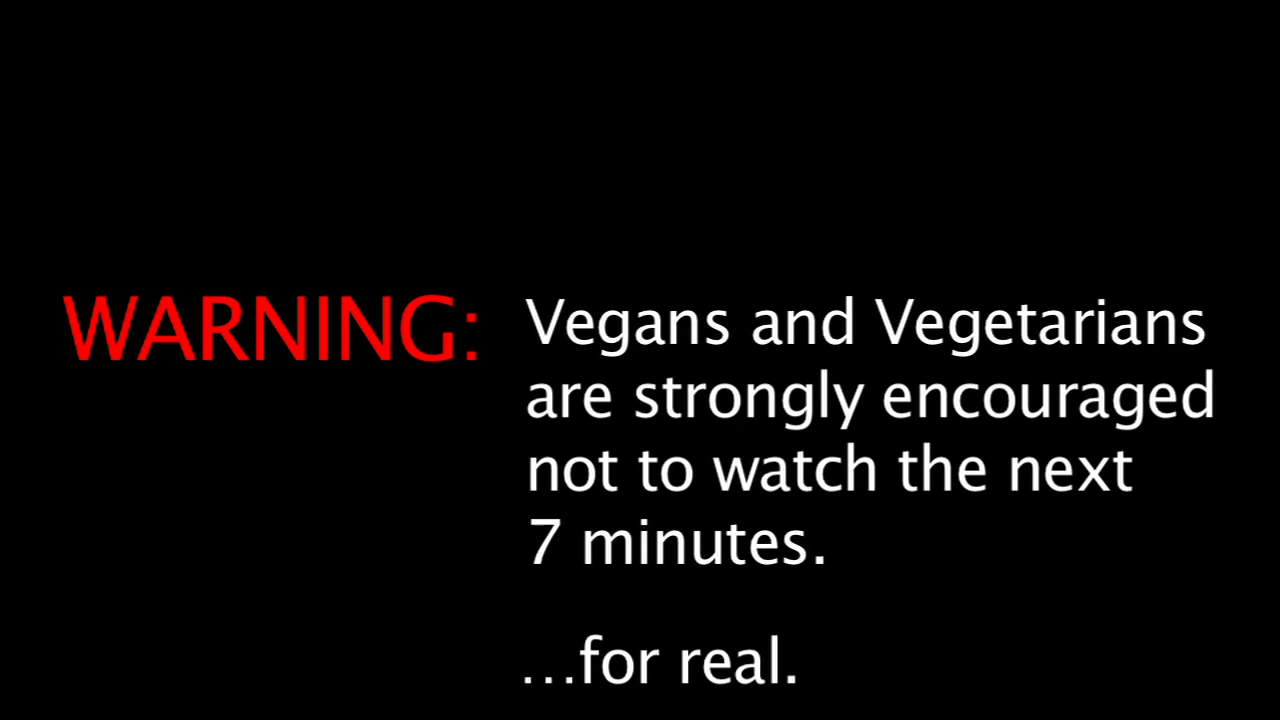 WARNING: Vegans and Vegetarians
are strongly encouraged
not to watch the next
7 minutes.
...for real.